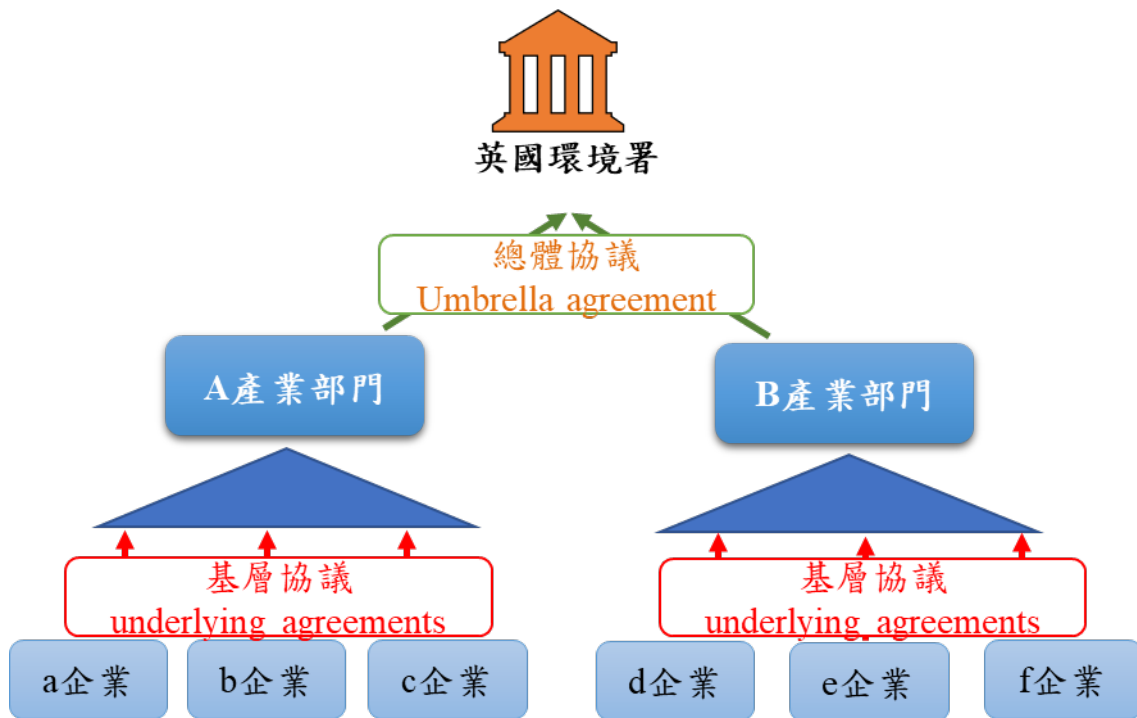 英國環境署
總體協議
Umbrella agreement
A產業部門
B產業部門
基層協議
underlying agreements
基層協議
underlying agreements
a企業
b企業
c企業
d企業
e企業
f企業